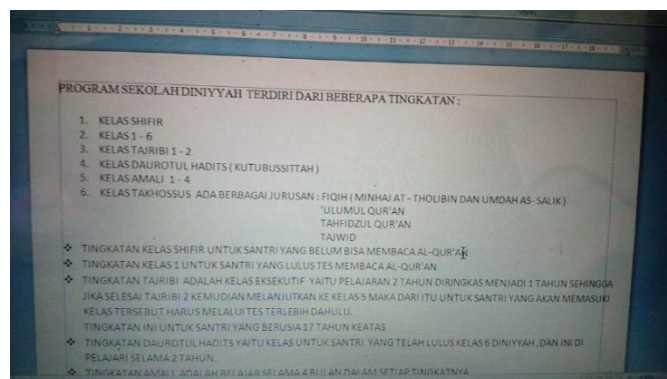 PROGRAM SEKOLAH DINIYYAH TERDIRI DARI BEBERAPA TINGKATAN :
1. KELAS SHIFIR
2. KELAS 1 - 6
3. KELAS TAJRIBI 1 - 2
4. KELAS DAUROTUL HADITS ( KUTUBUSSITTAH )
5. KELAS AMALI 1 - 4
6. KELAS TAKHOSSUS ADA BERBAGAI JURUSAN : FIQIH ( MINHAJ AT - THOLIBIN DAN UMDAH AS- SALIK )
'ULUMUL QUR'AN
TAHFIDZUL QUR'AN
TAJWID
❖ TINGKATAN KELAS SHIFIR UNTUK SANTRI YANG BELUM BISA MEMBACA AL-QUR'AN
❖ TINGKATAN KELAS 1 UNTUK SANTRI YANG LULUS TES MEMBACA AL-QUR'AN
❖ TINGKATAN TAJRIBI ADALAH KELAS EKSEKUTIF YAITU PELAJARAN 2 TAHUN DIRINGKAS MENJADI 1 TAHUN SEHINGGA
JIKA SELESAI TAJRIBI 2 KEMUDIAN MELANJUTKAN KE KELAS 5 MAKA DARI ITU UNTUK SANTRI YANG AKAN MEMASUKI
KELAS TERSEBUT HARUS MELALUI TES TERLEBIH DAHULU.
TINGKATAN INI UNTUK SANTRI YANG BERUSIA 17 TAHUN KEATAS
❖ TINGKATAN DAUROTUL HADITS YAITU KELAS UNTUK SANTRI YANG TELAH LULUS KELAS 6 DINIYYAH ,DAN INI DI
PELAJARI SELAMA 2 TAHUN.
❖ TINGKATAN AMALI ADALAH BELAJAR SELAMA 4 BULAN DALAM SETIAP TINGKATNYA